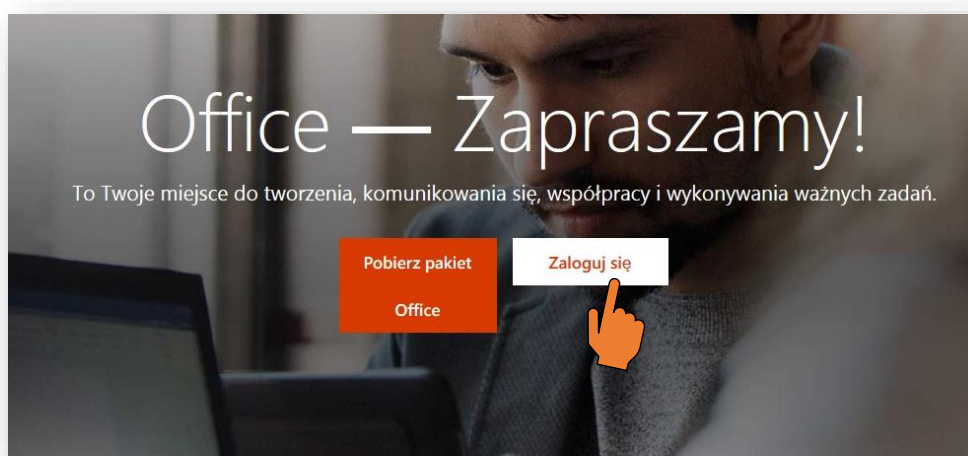 Office — Zapraszamy!
To Twoje miejsce do tworzenia, komunikowania się, współpracy i wykonywania ważnych zadań.
Pobierz pakiet
Office
Zaloguj się